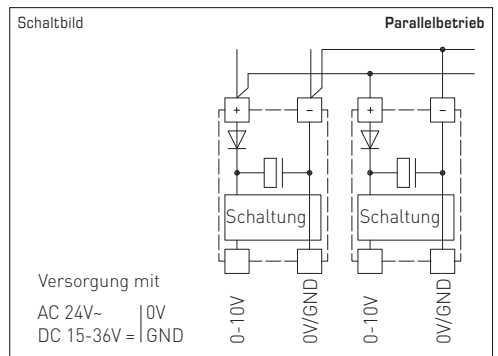 Schaltbild
Parallelbetrieb
+ – + –
Schaltung Schaltung
Versorgung mit
AC 24V~ | 0V
DC 15-36V = | GND
0-10V
0V/GND
0-10V
0V/GND